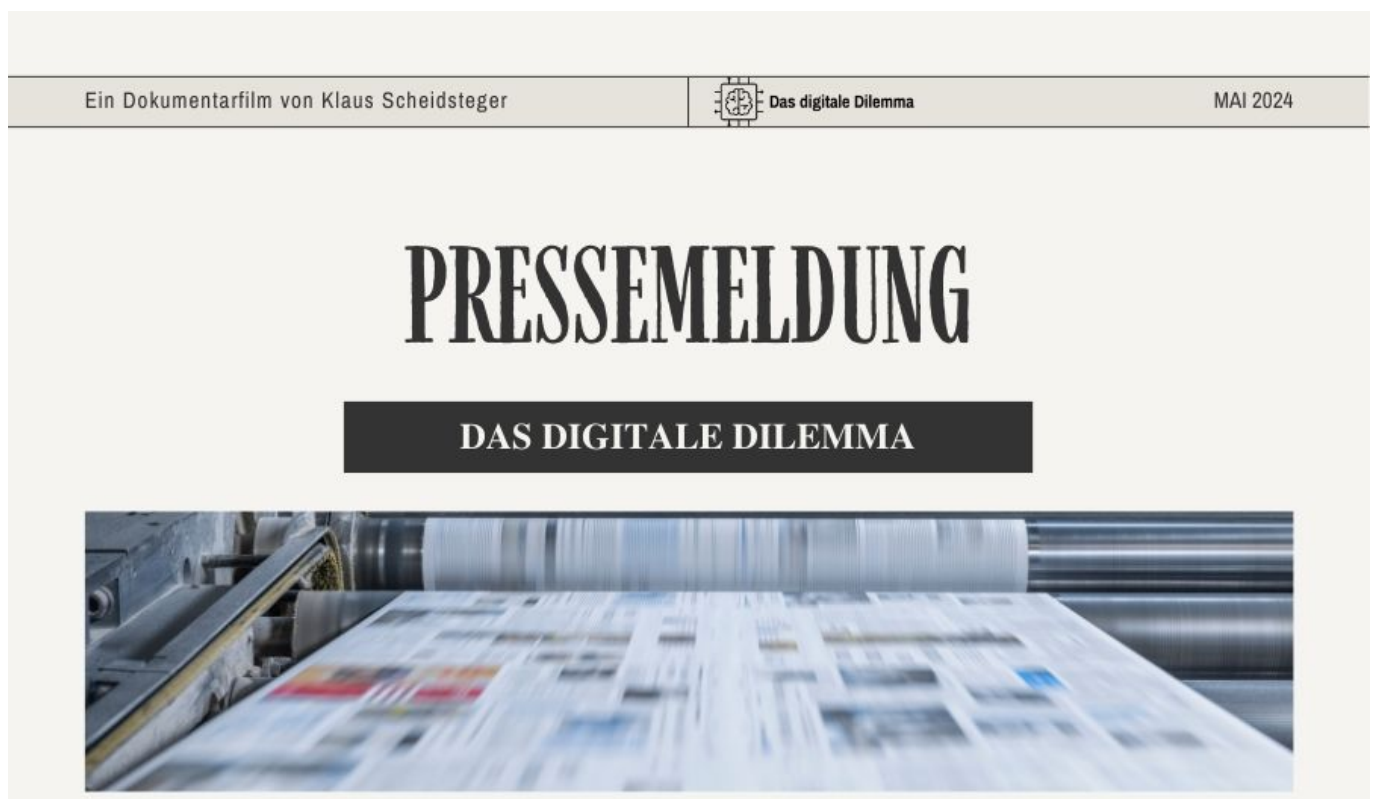 Ein Dokumentarfilm von Klaus Scheidsteger
Das digitale Dilemma
MAI 2024
PRESSEMELDUNG
DAS DIGITALE DILEMMA